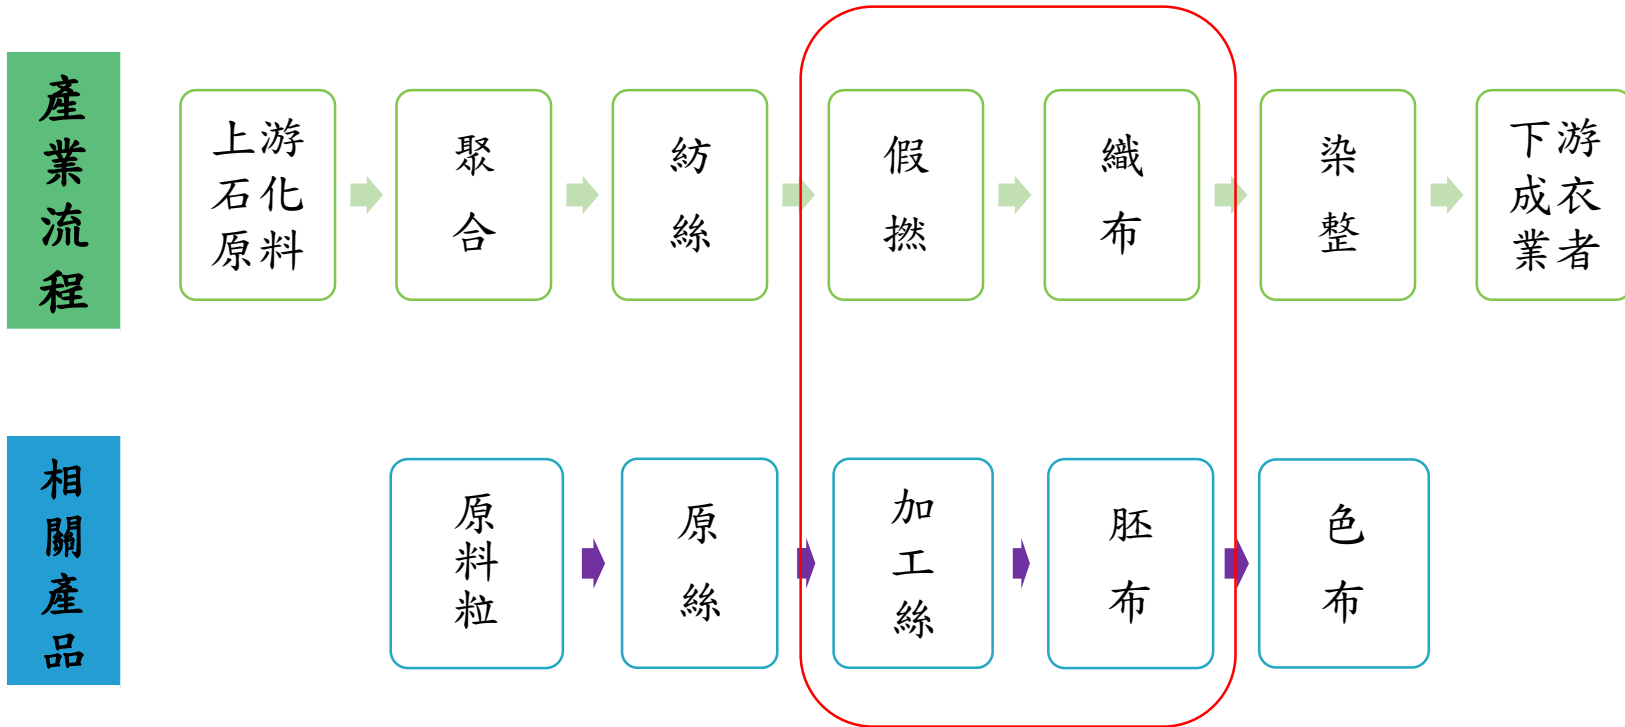 產業流程
上游
石化
原料
聚合
紡絲
假撚
織布
染整
下游
成衣
業者
相關產品
原料粒
原絲
加工絲
胚布
色布